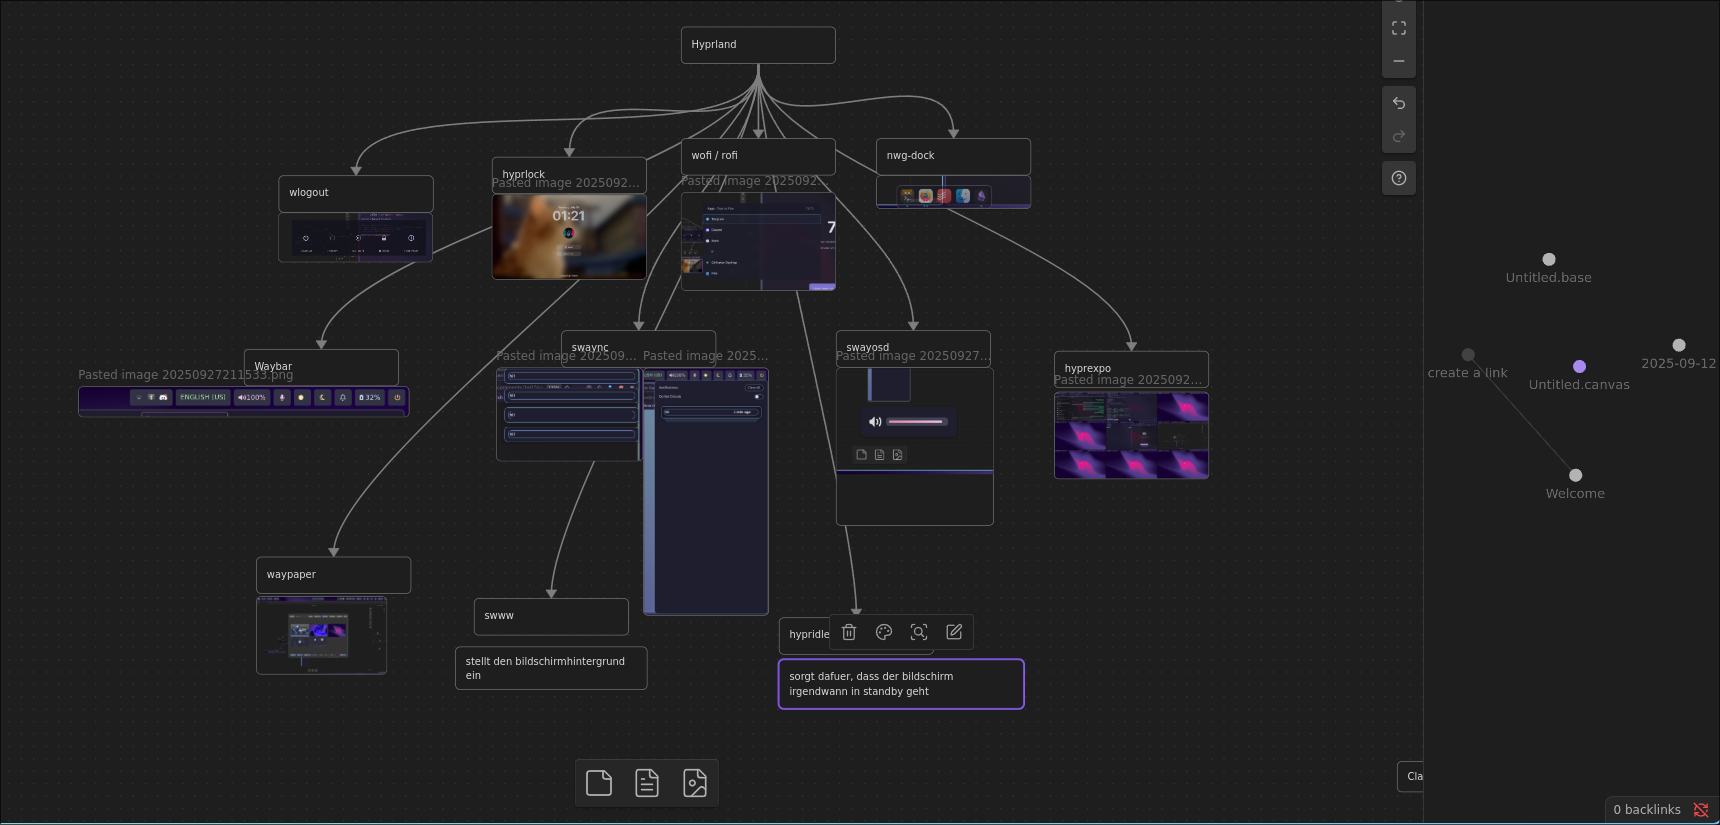 Hyprland
wofi / rofi
nwg-dock
hyprlock
Pasted image 2025092...
Pasted image 202509...
wlogout
01:21
7
swaync
swayosd
Waybar
Pasted image 20250927211533.png
Pasted image 202509...
Pasted image 2025...
Pasted image 20250927...
hyprexpo
Pasted image 2025092...
ENGLISH (US)
100%
32%
waypaper
swww
stellt den bildschirmhintergrund
ein
hypridle
sorgt dafuer, dass der bildschirm
irgendwann in standby geht
Untitled.base
2025-09-12
create a link
Untitled.canvas
Welcome
Cla
0 backlinks